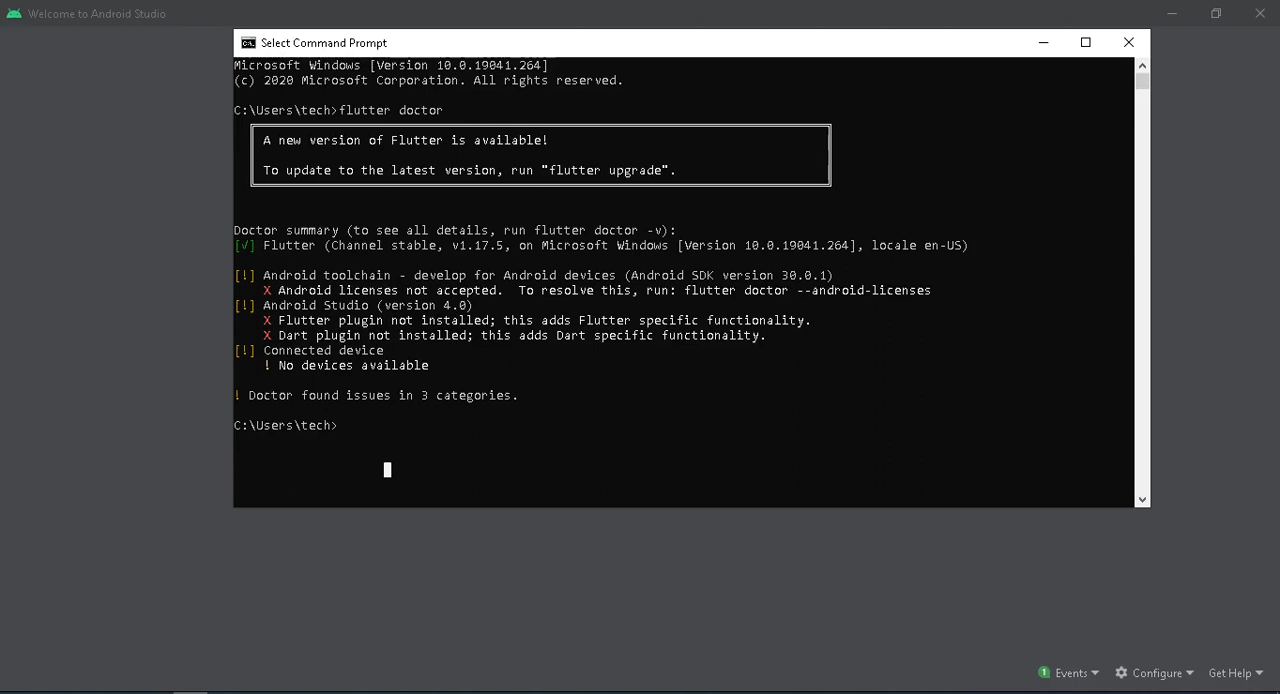 Welcome to Android Studio
Select Command Prompt
Microsoft Windows [Version 10.0.19041.264]
(c) 2020 Microsoft Corporation. All rights reserved.
C:\Users\tech>flutter doctor
A new version of Flutter is available!
To update to the latest version, run "flutter upgrade".
Doctor summary (to see all details, run flutter doctor -v):
[√] Flutter (Channel stable, v1.17.5, on Microsoft Windows [Version 10.0.19041.264], locale en-US)
[!] Android toolchain - develop for Android devices (Android SDK version 30.0.1)
X Android licenses not accepted.  To resolve this, run: flutter doctor --android-licenses
[!] Android Studio (version 4.0)
X Flutter plugin not installed; this adds Flutter specific functionality.
X Dart plugin not installed; this adds Dart specific functionality.
[!] Connected device
! No devices available
! Doctor found issues in 3 categories.
C:\Users\tech>
1 Events Configure Get Help